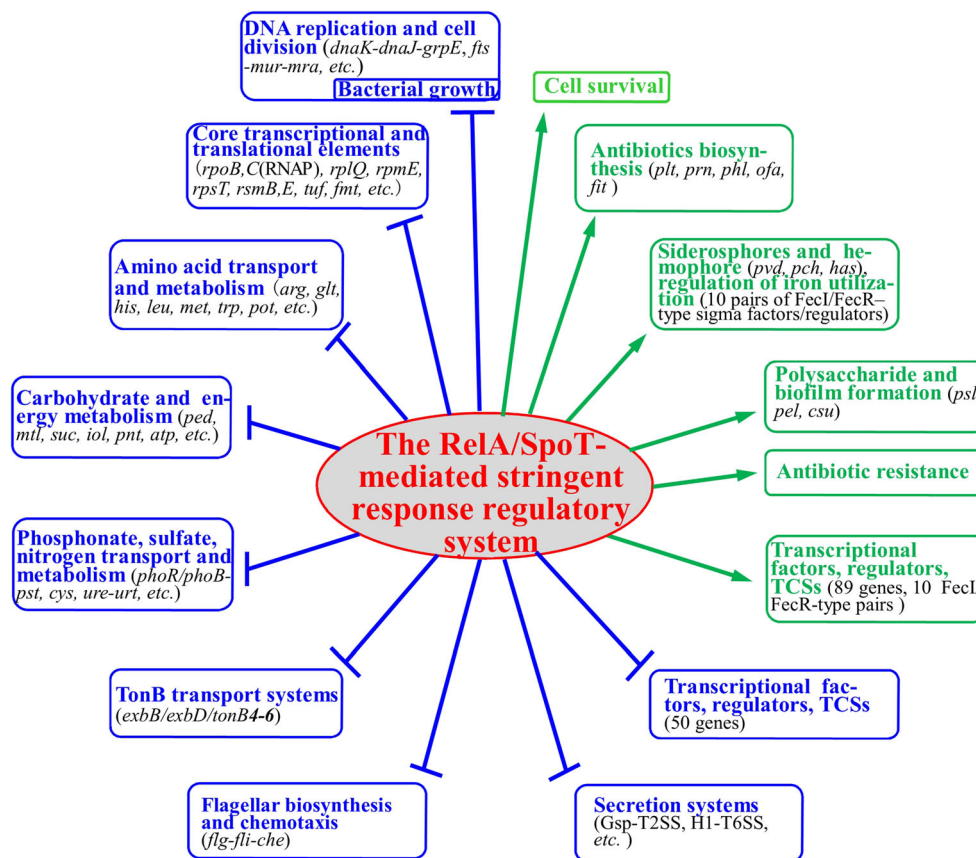 DNA replication and cell
division (dnaK-dnaJ-grpE, fts
-mur-mra, etc.)
Bacterial growth
Cell survival
Core transcriptional and
translational elements
(rpoB,C(RNAP), rplQ, rpmE,
rpsT, rsmB,E, tuf, fmt, etc.)
Antibiotics biosyn-
thesis (plt, prn, phl, ofa,
fit )
Amino acid transport
and metabolism (arg, glt,
his, leu, met, trp, pot, etc.)
Siderosphores and he-
mophore (pvd, pch, has),
regulation of iron utiliza-
tion (10 pairs of FecI/FecR–
type sigma factors/regulators)
Carbohydrate and en-
ergy metabolism (ped,
mtl, suc, iol, pnt, atp, etc.)
Polysaccharide and
biofilm formation (psl,
pel, csu)
The RelA/SpoT-
mediated stringent
response regulatory
system
Antibiotic resistance
Phosphonate, sulfate,
nitrogen transport and
metabolism (phoR/phoB-
pst, cys, ure-urt, etc.)
Transcriptional
factors, regulators,
TCSs (89 genes, 10 FecI/
FecR-type pairs )
TonB transport systems
(exbB/exbD/tonB4-6)
Transcriptional fac-
tors, regulators, TCSs
(50 genes)
Flagellar biosynthesis
and chemotaxis
(flg-fli-che)
Secretion systems
(Gsp-T2SS, H1-T6SS,
etc. )